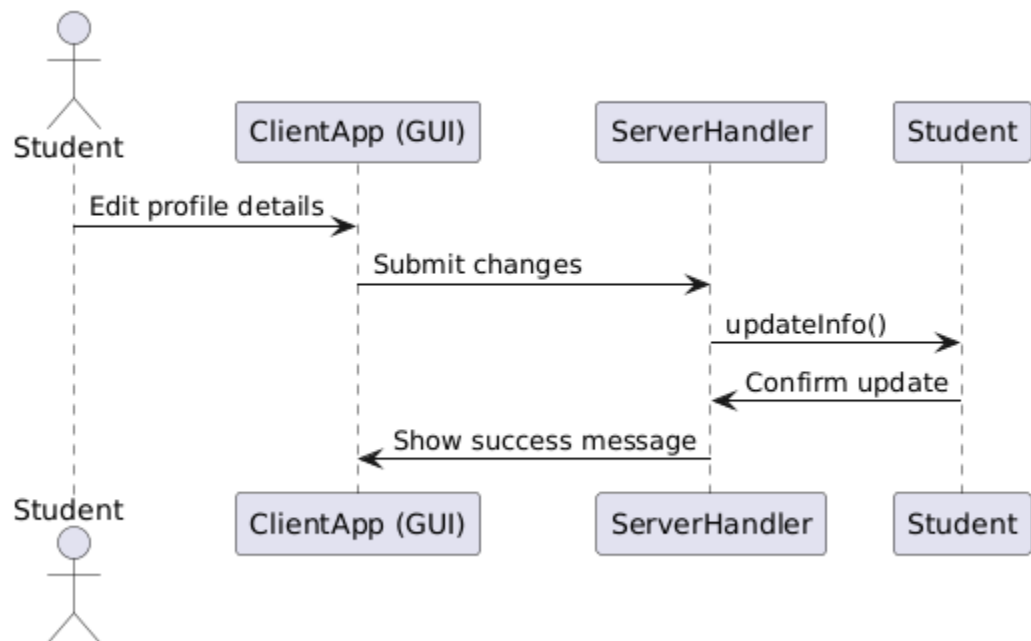 Student
ClientApp (GUI)
ServerHandler
Student
Edit profile details
Submit changes
updateInfo()
Confirm update
Show success message
Student
ClientApp (GUI)
ServerHandler
Student